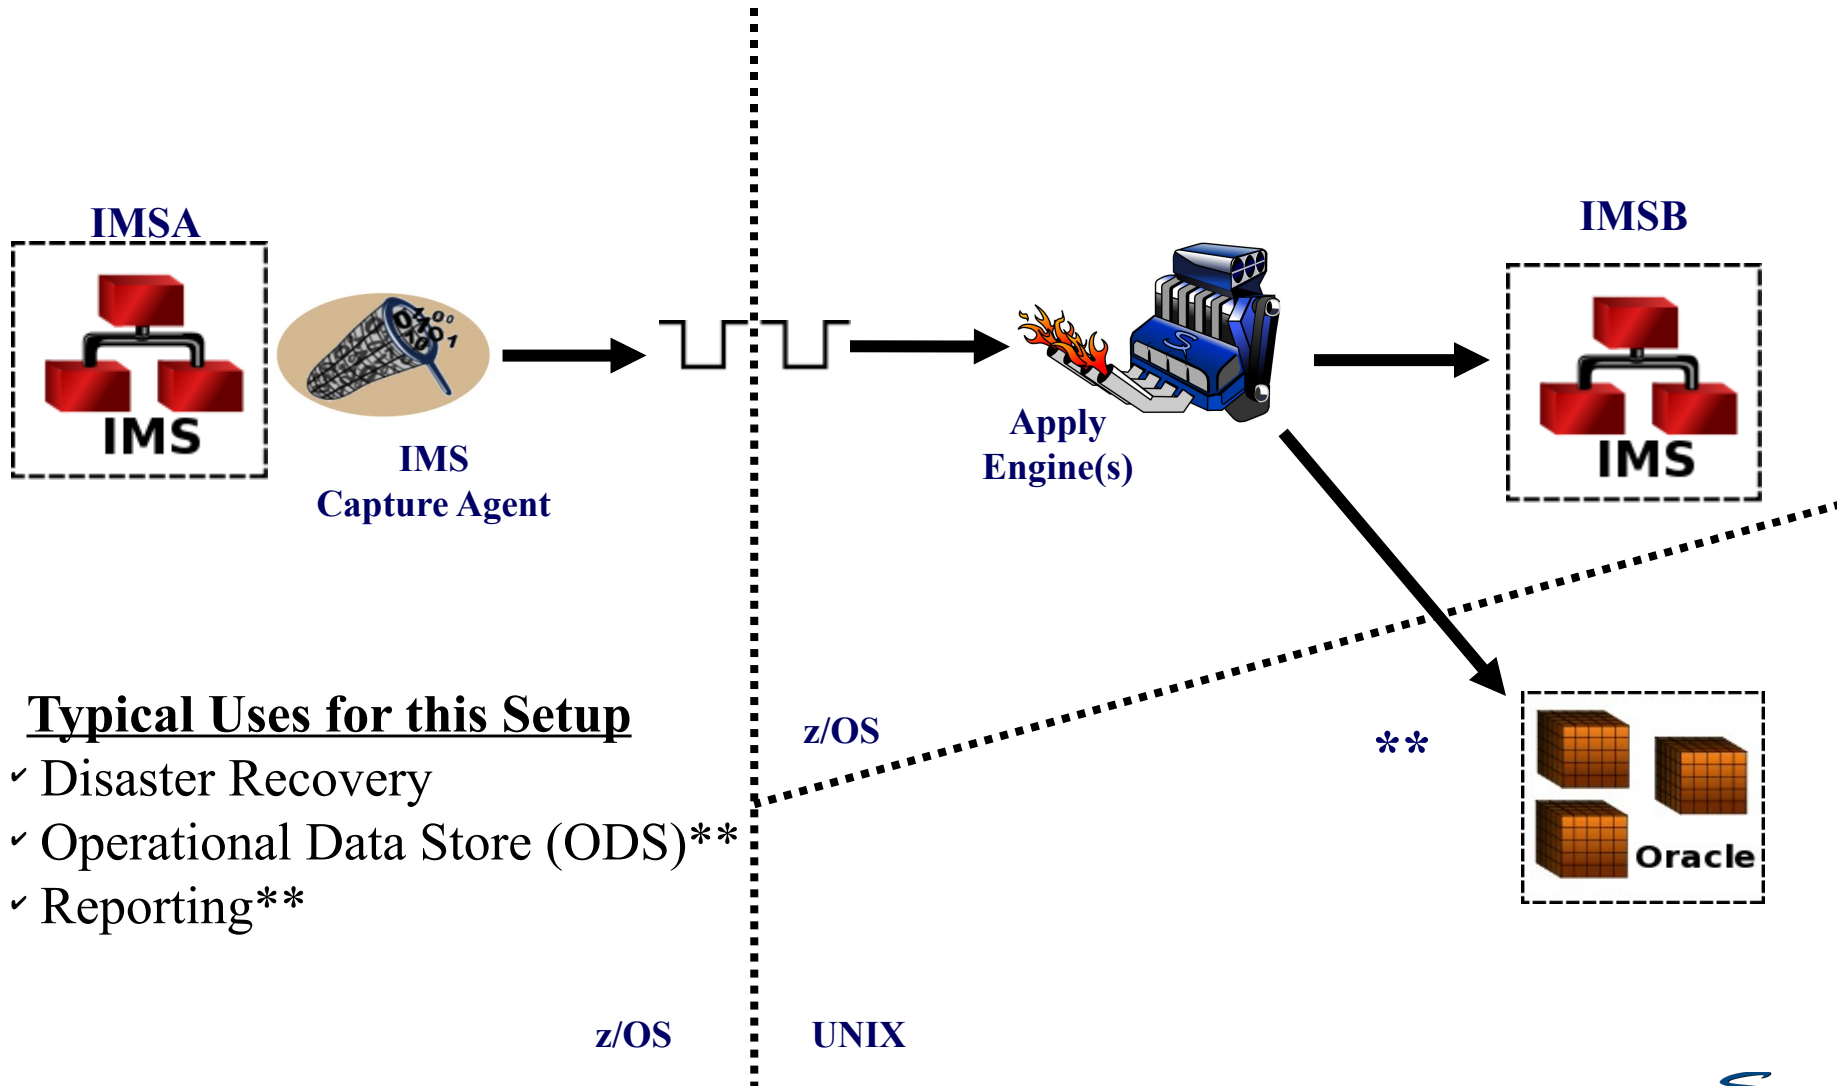 IMSA
IMS
IMS
Capture Agent
Apply
Engine(s)
IMSB
IMS
Typical Uses for this Setup
✓ Disaster Recovery
✓ Operational Data Store (ODS)**
✓ Reporting**
z/OS
**
Oracle
z/OS
UNIX